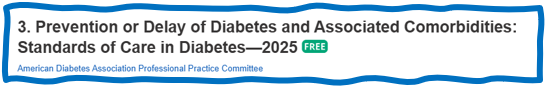 3. Prevention or Delay of Diabetes and Associated Comorbidities:
Standards of Care in Diabetes—2025 FREE
American Diabetes Association Professional Practice Committee